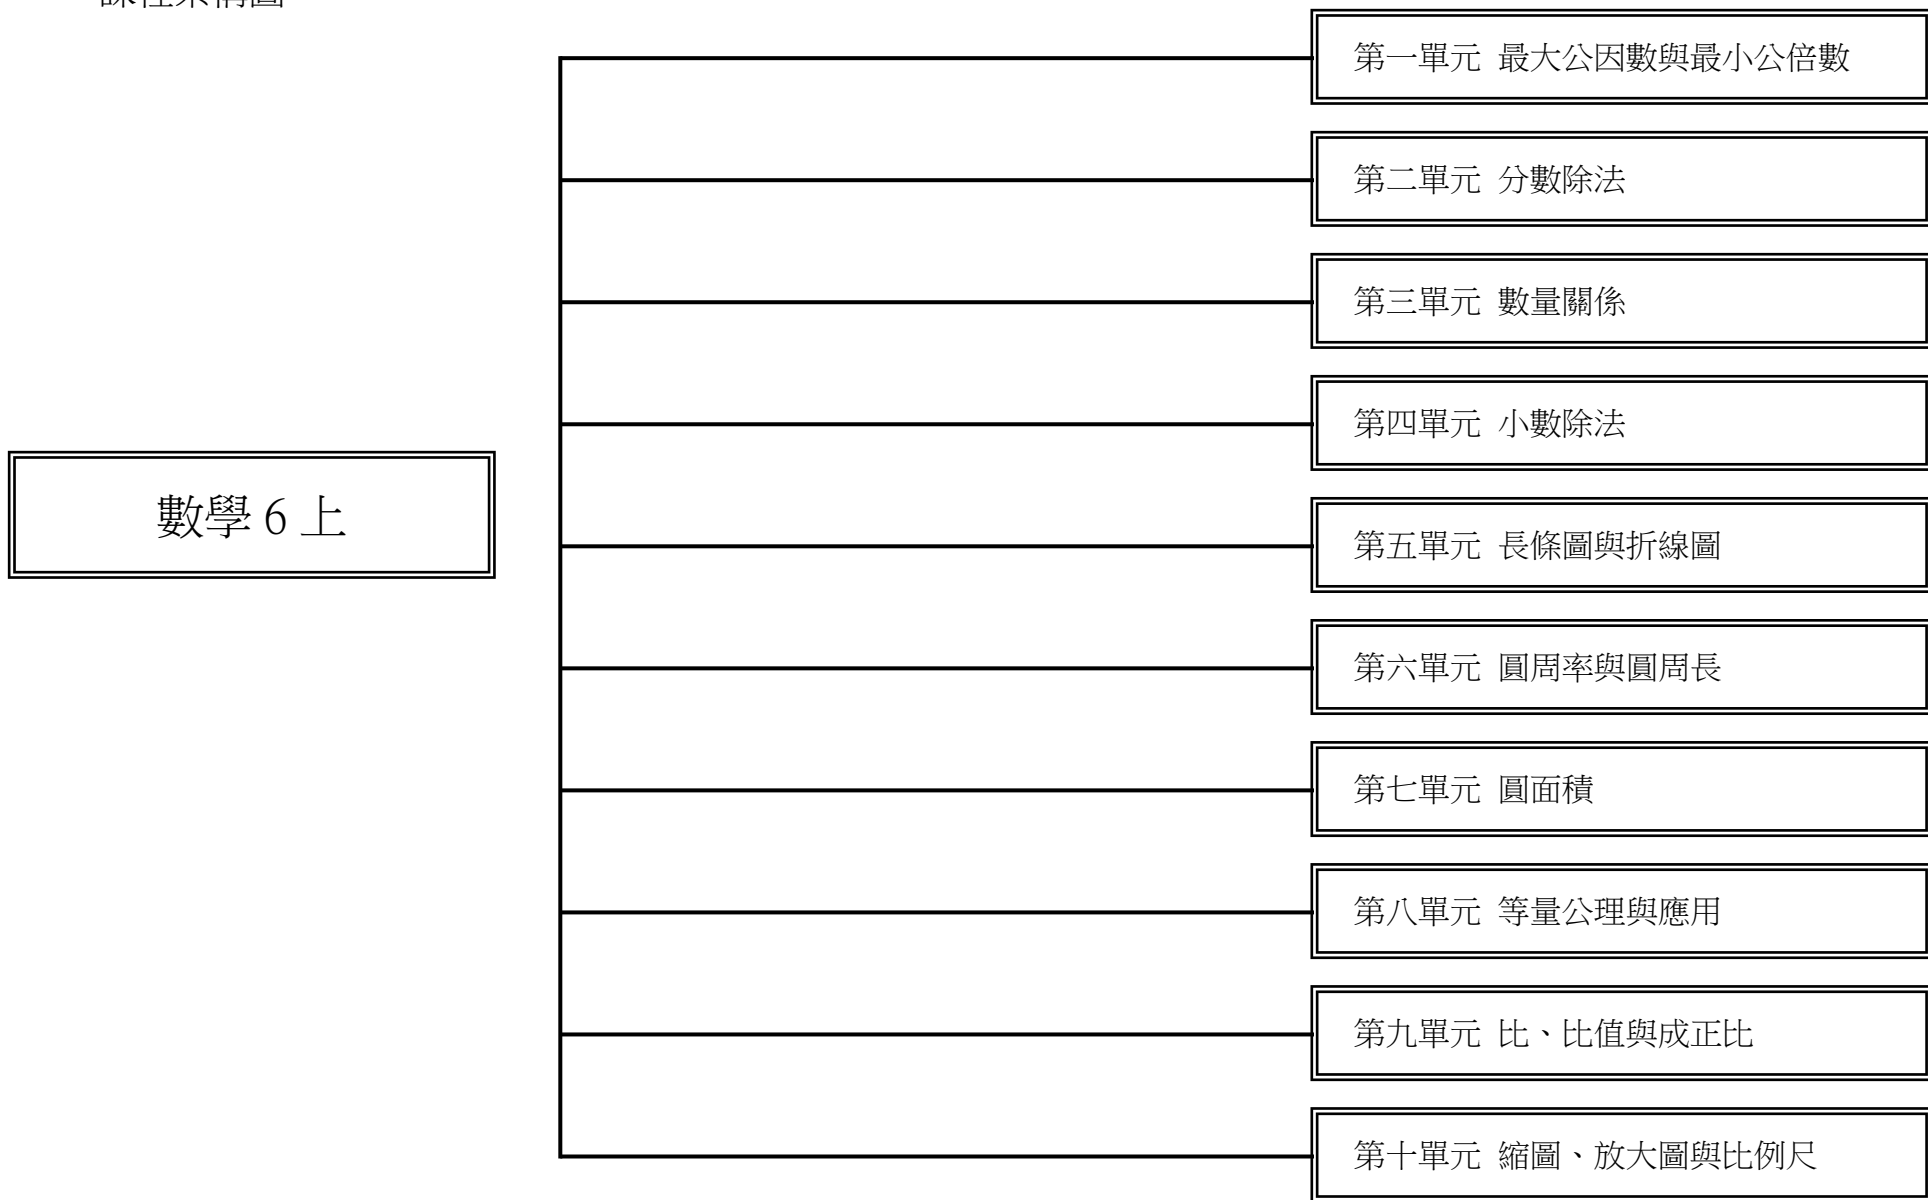 課程架構圖
第一單元 最大公因數與最小公倍數
第二單元 分數除法
第三單元 數量關係
第四單元 小數除法
數學 6 上
第五單元 長條圖與折線圖
第六單元 圓周率與圓周長
第七單元 圓面積
第八單元 等量公理與應用
第九單元 比、比值與成正比
第十單元 縮圖、放大圖與比例尺